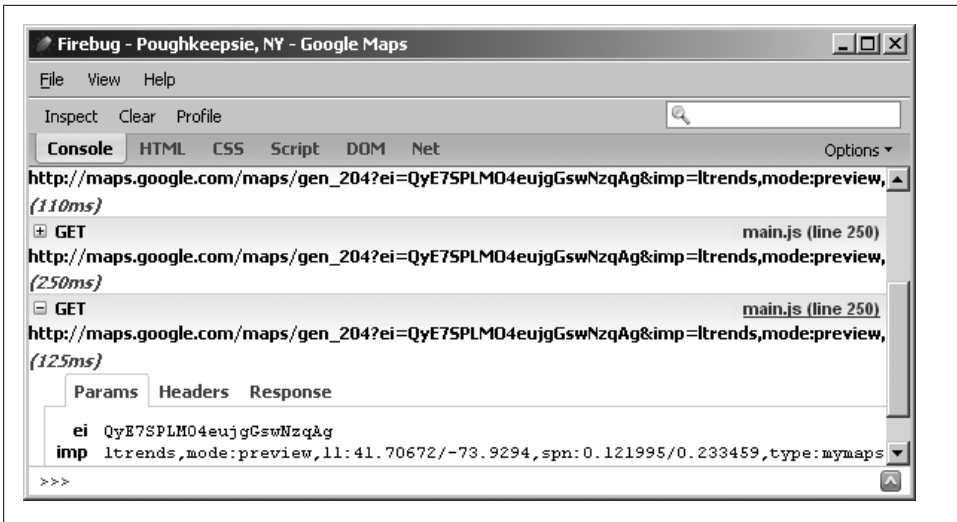 Firebug - Poughkeepsie, NY - Google Maps
File View Help
Inspect Clear Profile
Console HTML CSS Script DOM Net Options
http://maps.google.com/maps/gen_204?ei=QyE7SPLMO4eujgGswNzqAg&imp=ltrends,mode:preview,
(110ms)
GET main.js (line 250)
http://maps.google.com/maps/gen_204?ei=QyE7SPLMO4eujgGswNzqAg&imp=ltrends,mode:preview,
(250ms)
GET main.js (line 250)
http://maps.google.com/maps/gen_204?ei=QyE7SPLMO4eujgGswNzqAg&imp=ltrends,mode:preview,
(125ms)
Params Headers Response
ei QyE7SPLMO4eujgGswNzqAg
imp ltrends,mode:preview,ll:41.70672/-73.9294,spn:0.121995/0.233459,type:mymaps
>>>